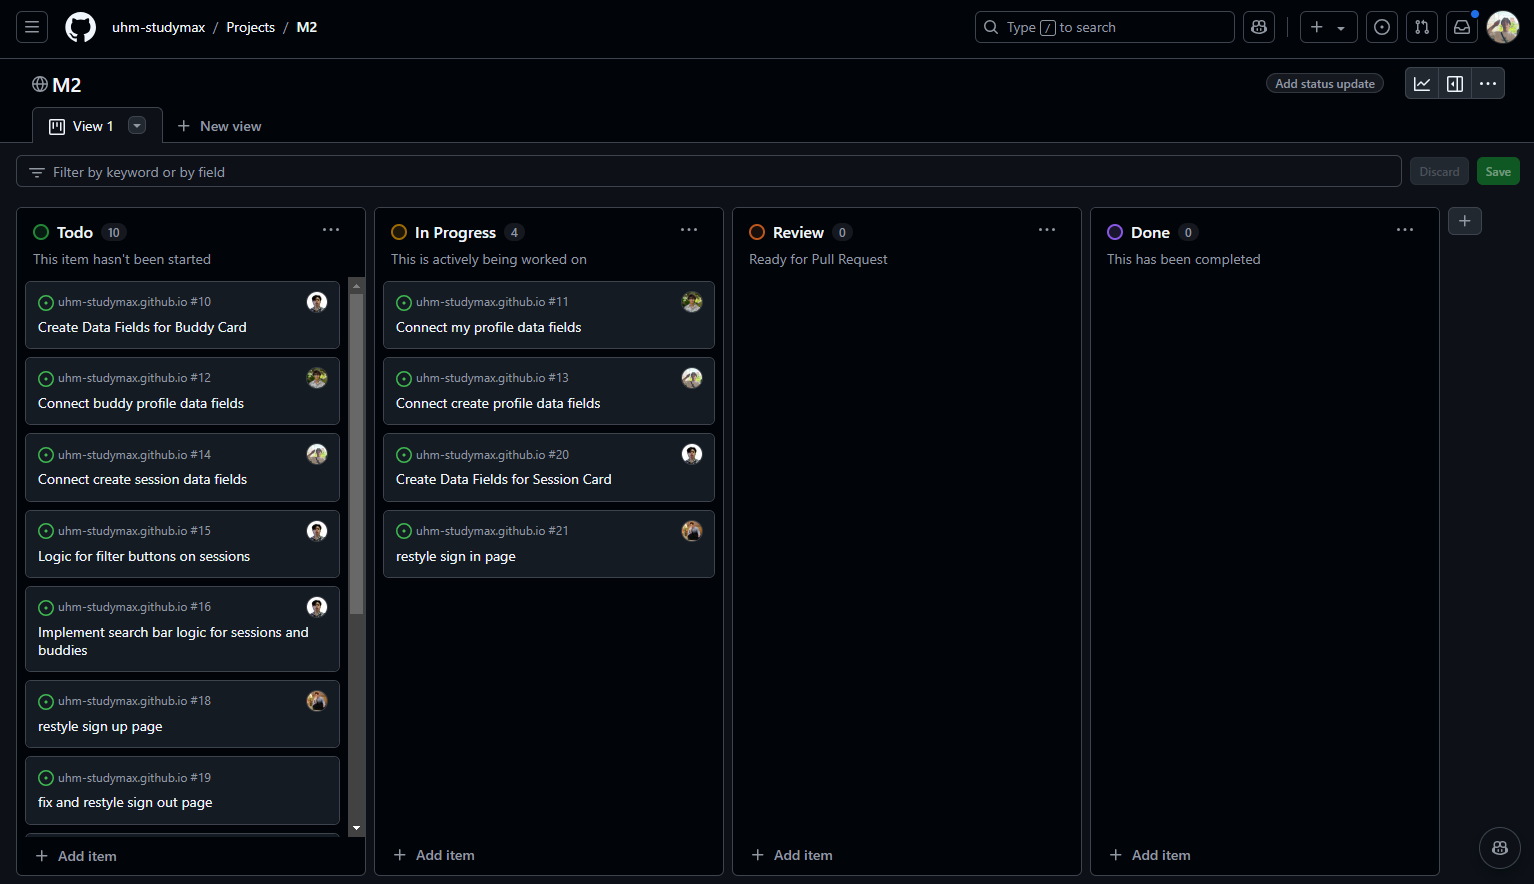 uhm-studymax / Projects / M2
Type / to search
M2
Add status update
View 1
New view
Filter by keyword or by field
Discard
Save
Todo 10
This item hasn't been started
uhm-studymax.github.io #10
Create Data Fields for Buddy Card
uhm-studymax.github.io #12
Connect buddy profile data fields
uhm-studymax.github.io #14
Connect create session data fields
uhm-studymax.github.io #15
Logic for filter buttons on sessions
uhm-studymax.github.io #16
Implement search bar logic for sessions and
buddies
uhm-studymax.github.io #18
restyle sign up page
uhm-studymax.github.io #19
fix and restyle sign out page
Add item
In Progress 4
This is actively being worked on
uhm-studymax.github.io #11
Connect my profile data fields
uhm-studymax.github.io #13
Connect create profile data fields
uhm-studymax.github.io #20
Create Data Fields for Session Card
uhm-studymax.github.io #21
restyle sign in page
Add item
Review 0
Ready for Pull Request
Add item
Done 0
This has been completed
Add item